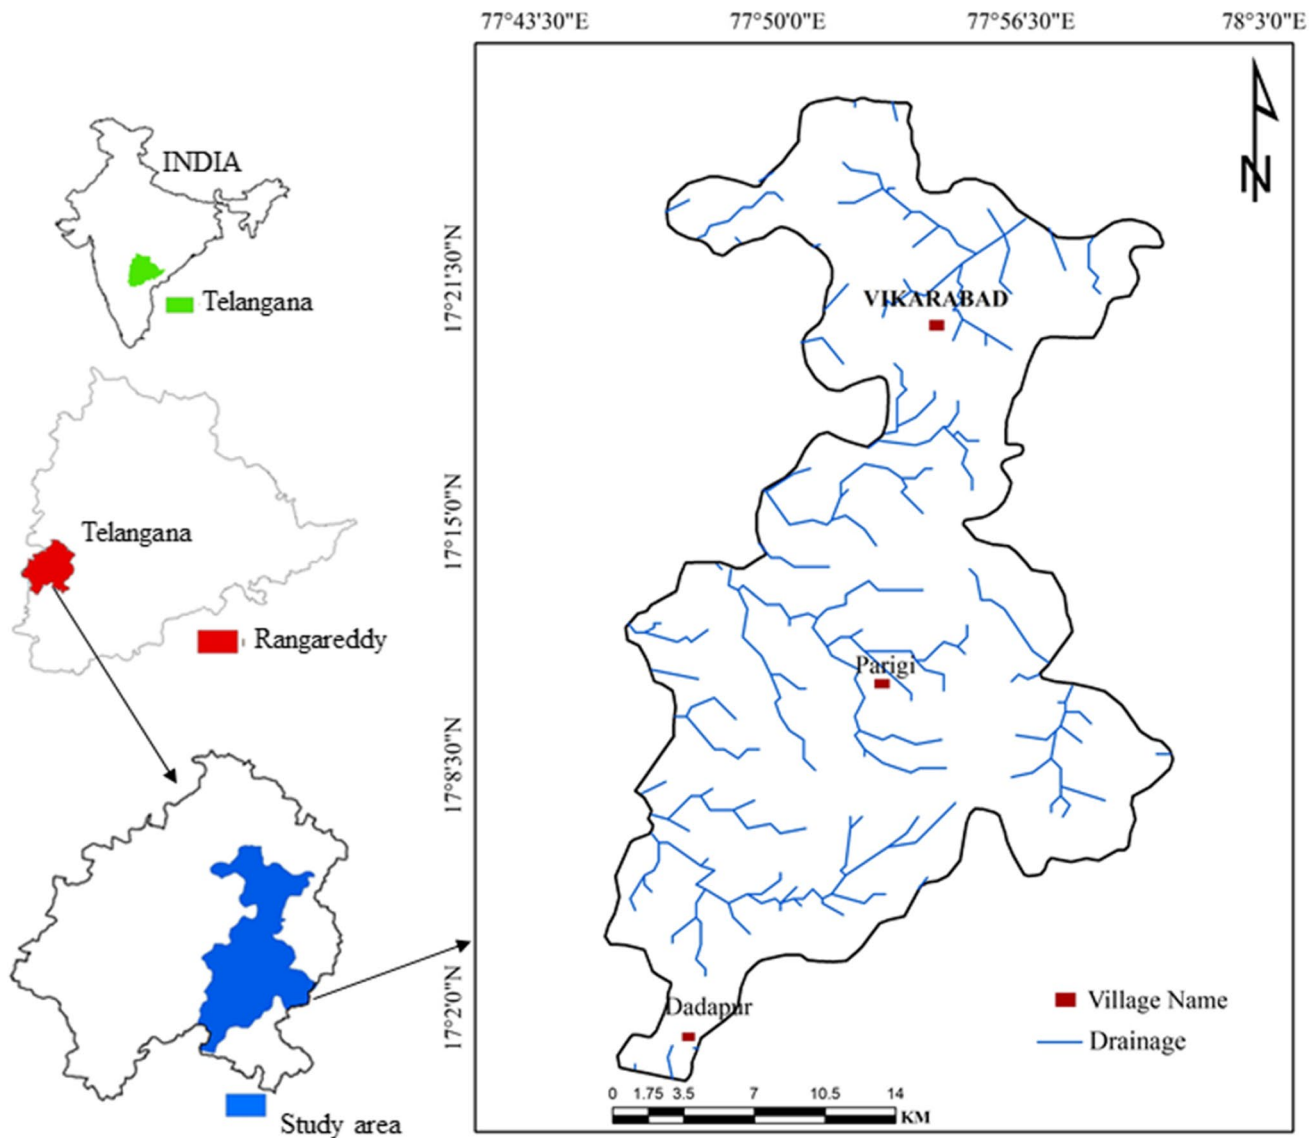 77°43'30"E 77°50'0"E 77°56'30"E 78°3'0"E
INDIA
Telangana
Telangana
Rangareddy
Study area
17°21'30"N
17°15'0"N
17°8'30"N
17°2'0"N
N
VIKARABAD
Parigi
Dadapur
Village Name
Drainage
0 1.75 3.5 7 10.5 14
KM